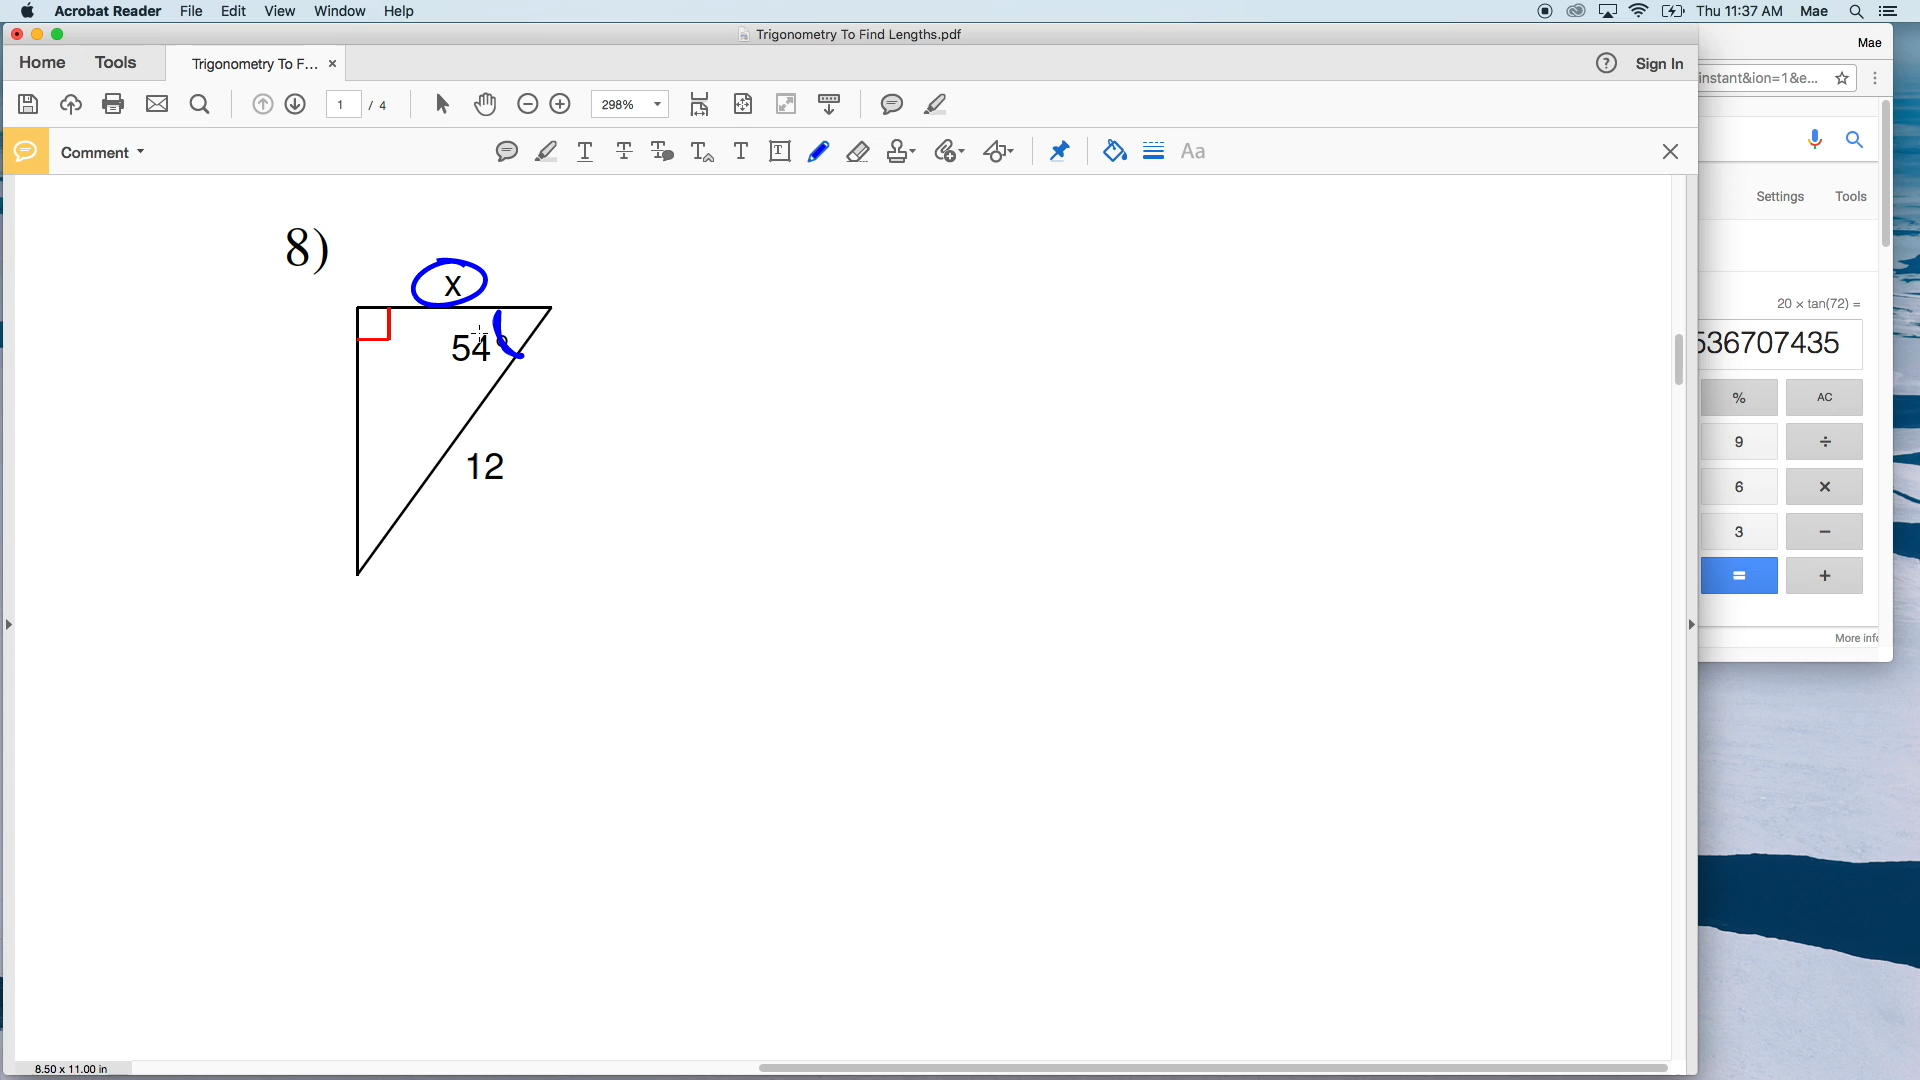 Acrobat Reader File Edit View Window Help Thu 11:37 AM Mae
Trigonometry To Find Lengths.pdf
Mae
Home Tools Trigonometry To F... × ? Sign In
instant&ion=1&e...
1 / 4 298%
Comment T T T T T T Aa
Settings Tools
8)
x
54°
12
20 × tan(72) =
536707435
% AC
9 ÷
6 ×
3 −
= +
More info
8.50 x 11.00 in